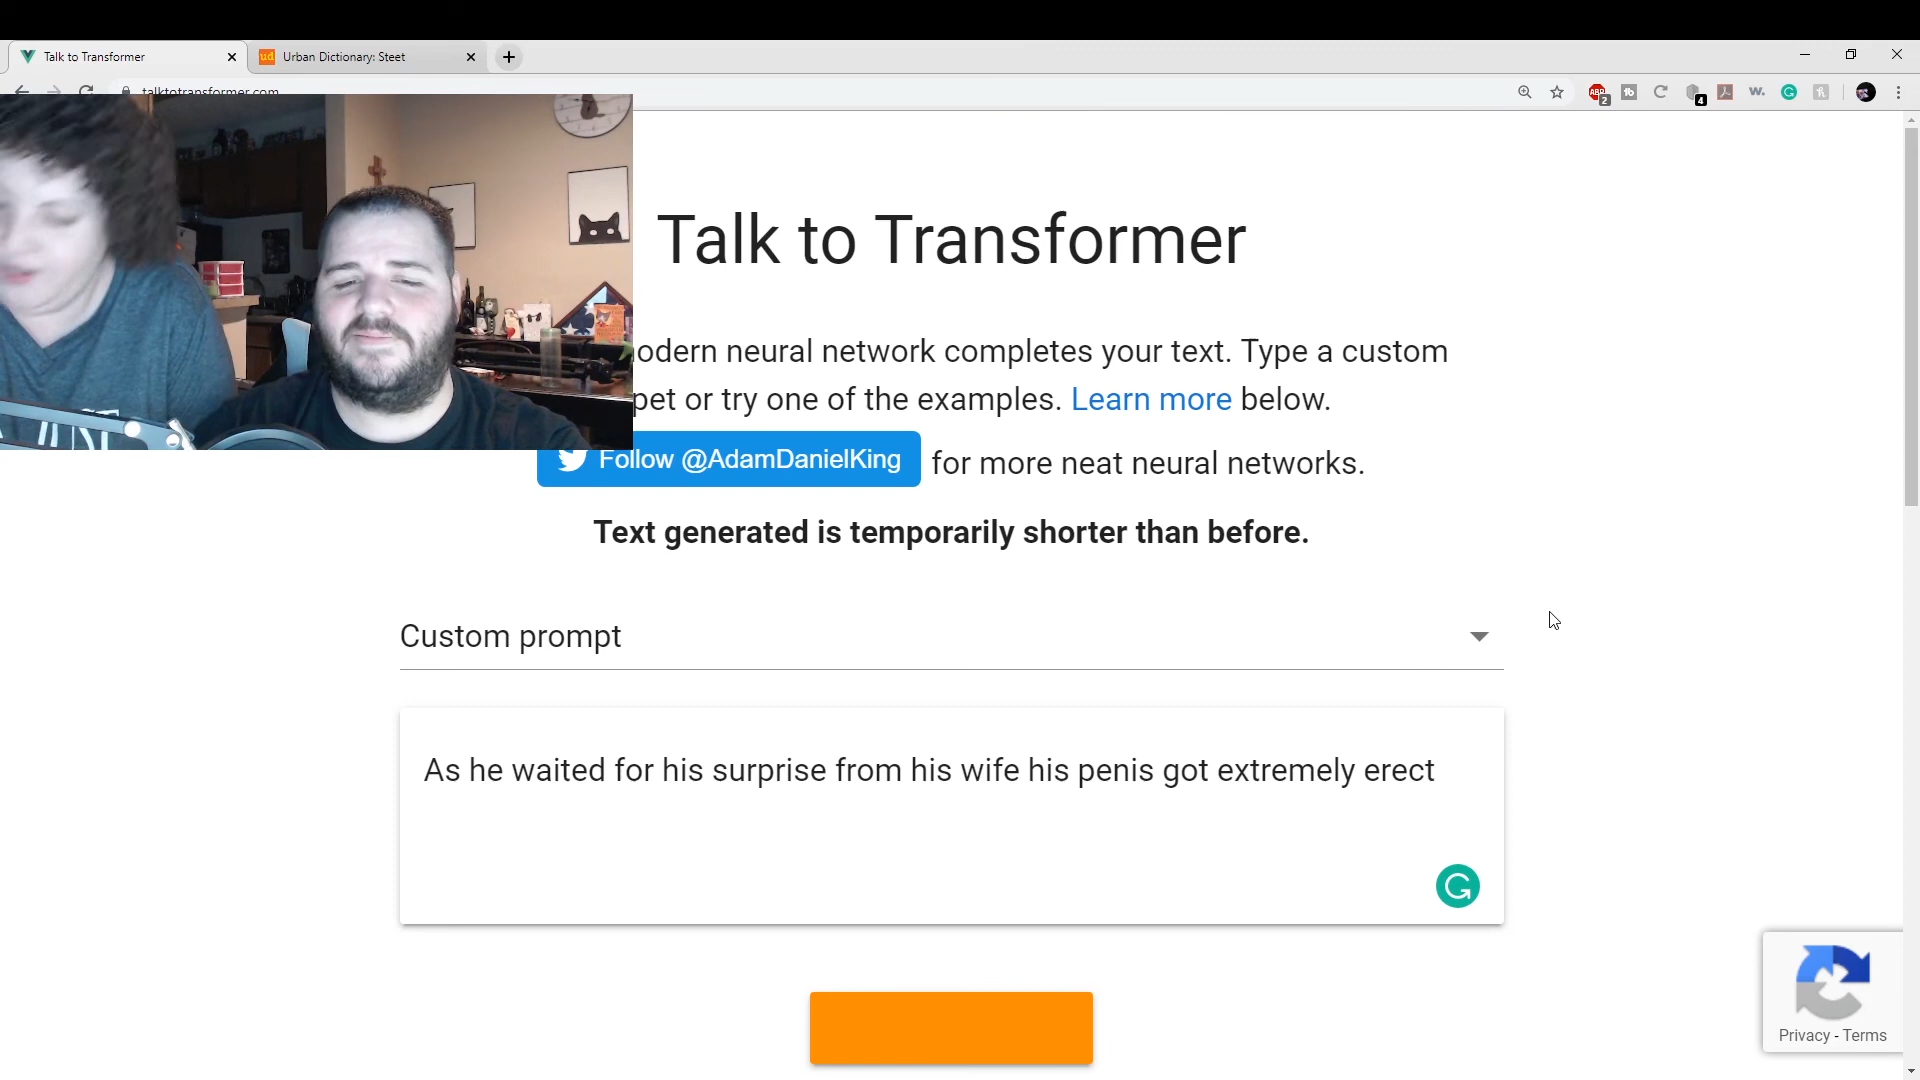 Talk to Transformer
Urban Dictionary: Steet
talktotransformer.com
Talk to Transformer
odern neural network completes your text. Type a custom
pet or try one of the examples. Learn more below.
Follow @AdamDanielKing for more neat neural networks.
Text generated is temporarily shorter than before.
Custom prompt
As he waited for his surprise from his wife his penis got extremely erect
Privacy - Terms